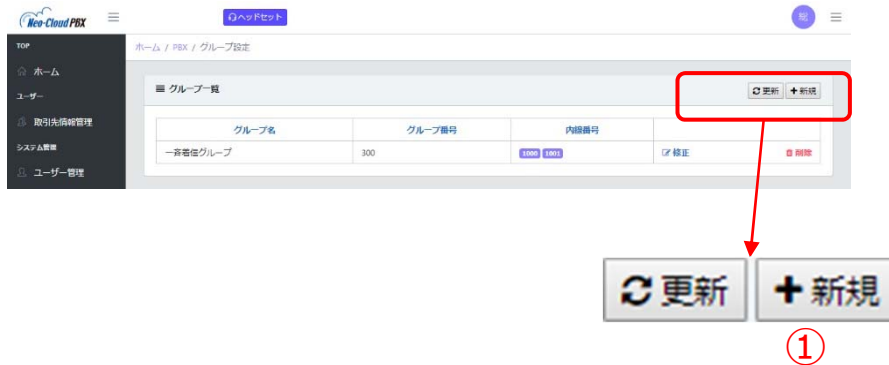 Neo-Cloud PBX
ヘッドセット
TOP
ホーム / PBX / グループ設定
ホーム
グループ一覧
更新 新規
ユーザー
取引先情報管理
グループ名 グループ番号 内線番号
システム管理
一斉着信グループ 300 1000 1001 修正 削除
ユーザー管理
更新 新規
①